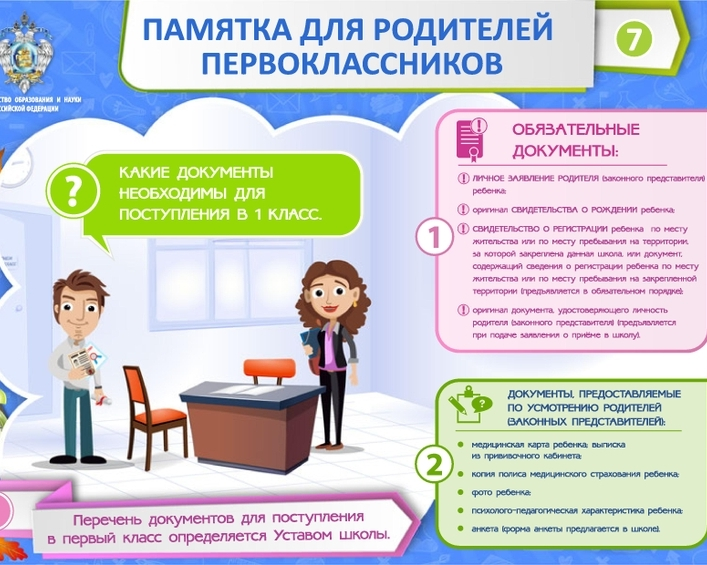 ПАМЯТКА ДЛЯ РОДИТЕЛЕЙ
ПЕРВОКЛАССНИКОВ
7
СТВО ОБРАЗОВАНИЯ И НАУКИ
ССИЙСКОЙ ФЕДЕРАЦИИ
?
КАКИЕ ДОКУМЕНТЫ
НЕОБХОДИМЫ ДЛЯ
ПОСТУПЛЕНИЯ В 1 КЛАСС.
1
ОБЯЗАТЕЛЬНЫЕ
ДОКУМЕНТЫ:
! ЛИЧНОЕ ЗАЯВЛЕНИЕ РОДИТЕЛЯ (законного представителя)
ребенка;
! оригинал СВИДЕТЕЛЬСТВА О РОЖДЕНИИ ребенка;
! СВИДЕТЕЛЬСТВО О РЕГИСТРАЦИИ ребенка по месту
жительства или по месту пребывания на территории,
за которой закреплена данная школа, или документ,
содержащий сведения о регистрации ребенка по месту
жительства или по месту пребывания на закрепленной
территории (предъявляется в обязательном порядке);
! оригинал документа, удостоверяющего личность
родителя (законного представителя) (предъявляется
при подаче заявления о приёме в школу).
2
ДОКУМЕНТЫ, ПРЕДОСТАВЛЯЕМЫЕ
ПО УСМОТРЕНИЮ РОДИТЕЛЕЙ
(ЗАКОННЫХ ПРЕДСТАВИТЕЛЕЙ):
• медицинская карта ребенка; выписка
из прививочного кабинета;
• копия полиса медицинского страхования ребенка;
• фото ребенка;
• психолого-педагогическая характеристика ребенка;
• анкета (форма анкеты предлагается в школе).
Перечень документов для поступления
в первый класс определяется Уставом школы.